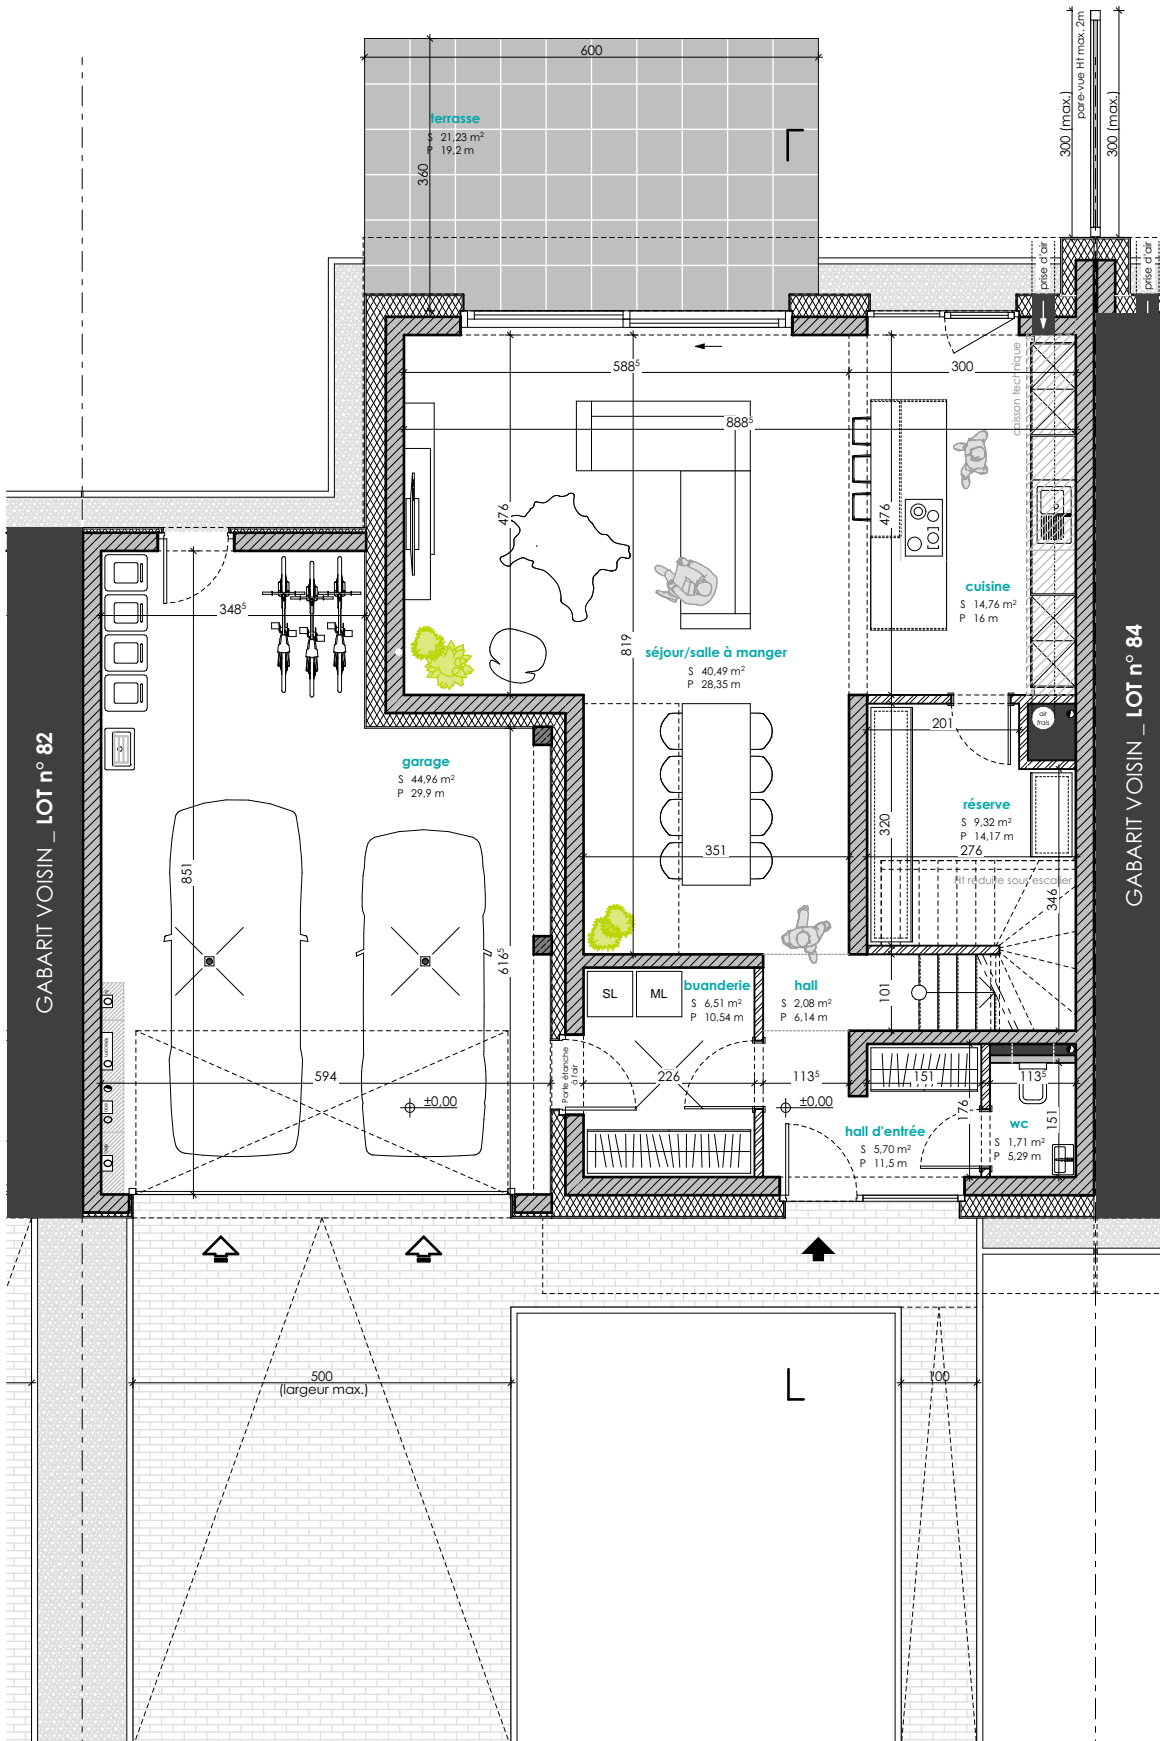 600
terrasse
S 21,23 m²
P 19,2 m
360
300 (max.)
pare-vue Ht max. 2m
300 (max.)
prise d'air
prise d'air
588⁵
300
caisson technique
888⁵
476
476
cuisine
S 14,76 m²
P 16 m
348⁵
819
séjour/salle à manger
S 40,49 m²
P 28,35 m
GABARIT VOISIN _ LOT n° 82
GABARIT VOISIN _ LOT n° 84
201
air
frais
garage
S 44,96 m²
P 29,9 m
réserve
S 9,32 m²
P 14,17 m
320
351
276
Ht réduite sous escalier
346
851
616⁵
SL
ML
buanderie
S 6,51 m²
P 10,54 m
hall
S 2,08 m²
P 6,14 m
101
Porte étanche
à l'air
594
226
113⁵
151
113⁵
±0,00
±0,00
176
151
hall d'entrée
S 5,70 m²
P 11,5 m
wc
S 1,71 m²
P 5,29 m
500
(largeur max.)
100